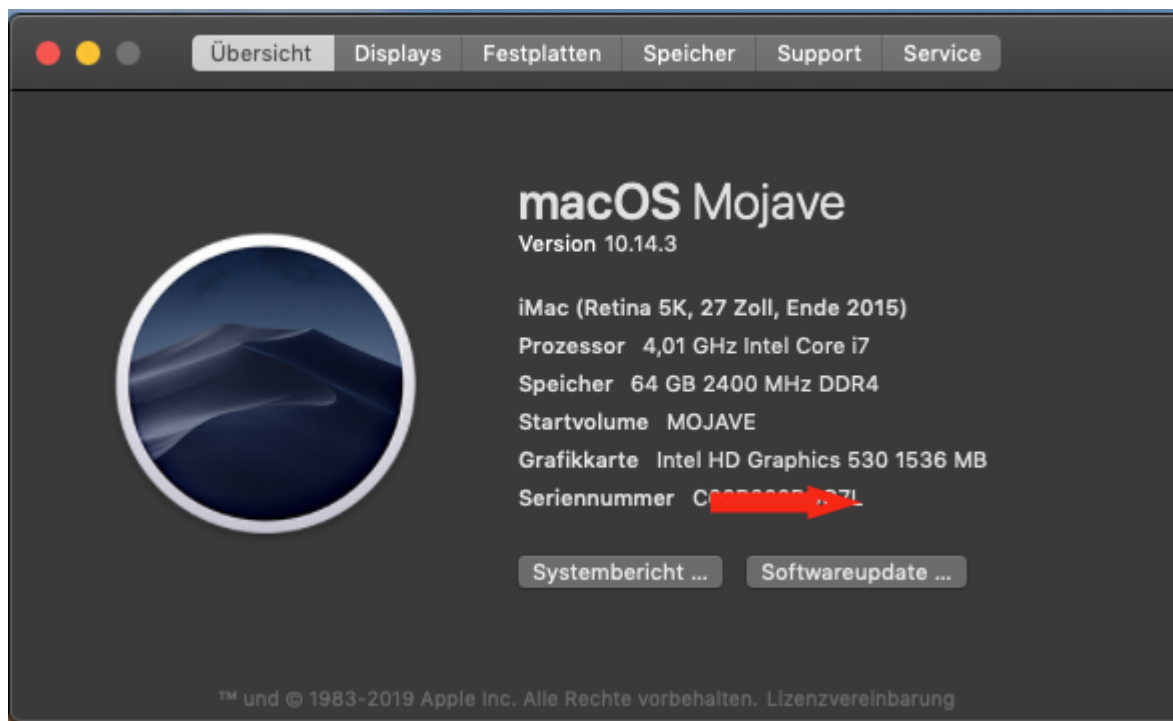 Übersicht Displays Festplatten Speicher Support Service
macOS Mojave
Version 10.14.3
iMac (Retina 5K, 27 Zoll, Ende 2015)
Prozessor 4,01 GHz Intel Core i7
Speicher 64 GB 2400 MHz DDR4
Startvolume MOJAVE
Grafikkarte Intel HD Graphics 530 1536 MB
Seriennummer
Systembericht ... Softwareupdate ...
™ und © 1983-2019 Apple Inc. Alle Rechte vorbehalten. Lizenzvereinbarung